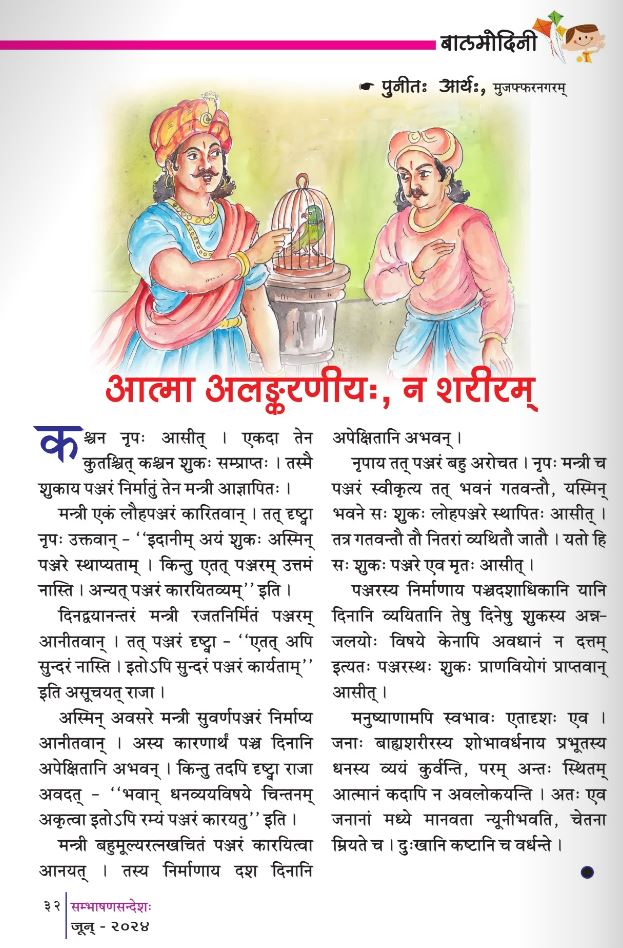 बालमोदिनी
☛ पुनीतः आर्यः, मुजफ्फरनगरम्
आत्मा अलङ्करणीयः, न शरीरम्
कश्चन नृपः आसीत् । एकदा तेन
कुतश्चित् कश्चन शुकः सम्प्राप्तः । तस्मै
शुकाय पञ्जरं निर्मातुं तेन मन्त्री आज्ञापितः ।
मन्त्री एकं लौहपञ्जरं कारितवान् । तत् दृष्ट्वा
नृपः उक्तवान् - ‘‘इदानीम् अयं शुकः अस्मिन्
पञ्जरे स्थाप्यताम् । किन्तु एतत् पञ्जरम् उत्तमं
नास्ति । अन्यत् पञ्जरं कारयितव्यम्’’ इति ।
दिनद्वयानन्तरं मन्त्री रजतनिर्मितं पञ्जरम्
आनीतवान् । तत् पञ्जरं दृष्ट्वा - ‘‘एतत् अपि
सुन्दरं नास्ति । इतोऽपि सुन्दरं पञ्जरं कार्यताम्’’
इति असूचयत् राजा ।
अस्मिन् अवसरे मन्त्री सुवर्णपञ्जरं निर्माप्य
आनीतवान् । अस्य कारणार्थं पञ्च दिनानि
अपेक्षितानि अभवन् । किन्तु तदपि दृष्ट्वा राजा
अवदत् - ‘‘भवान् धनव्ययविषये चिन्तनम्
अकृत्वा इतोऽपि रम्यं पञ्जरं कारयतु’’ इति ।
मन्त्री बहुमूल्यरत्नखचितं पञ्जरं कारयित्वा
आनयत् । तस्य निर्माणाय दश दिनानि
अपेक्षितानि अभवन् ।
नृपाय तत् पञ्जरं बहु अरोचत । नृपः मन्त्री च
पञ्जरं स्वीकृत्य तत् भवनं गतवन्तौ, यस्मिन्
भवने सः शुकः लोहपञ्जरे स्थापितः आसीत् ।
तत्र गतवन्तौ तौ नितरां व्यथितौ जातौ । यतो हि
सः शुकः पञ्जरे एव मृतः आसीत् ।
पञ्जरस्य निर्माणाय पञ्चदशाधिकानि यानि
दिनानि व्ययितानि तेषु दिनेषु शुकस्य अन्न-
जलयोः विषये केनापि अवधानं न दत्तम्
इत्यतः पञ्जरस्थः शुकः प्राणवियोगं प्राप्तवान्
आसीत् ।
मनुष्याणामपि स्वभावः एतादृशः एव ।
जनाः बाह्यशरीरस्य शोभावर्धनाय प्रभूतस्य
धनस्य व्ययं कुर्वन्ति, परम् अन्तः स्थितम्
आत्मानं कदापि न अवलोकयन्ति । अतः एव
जनानां मध्ये मानवता न्यूनीभवति, चेतना
म्रियते च । दुःखानि कष्टानि च वर्धन्ते ।
३२ सम्भाषणसन्देशः
जून् - २०२४